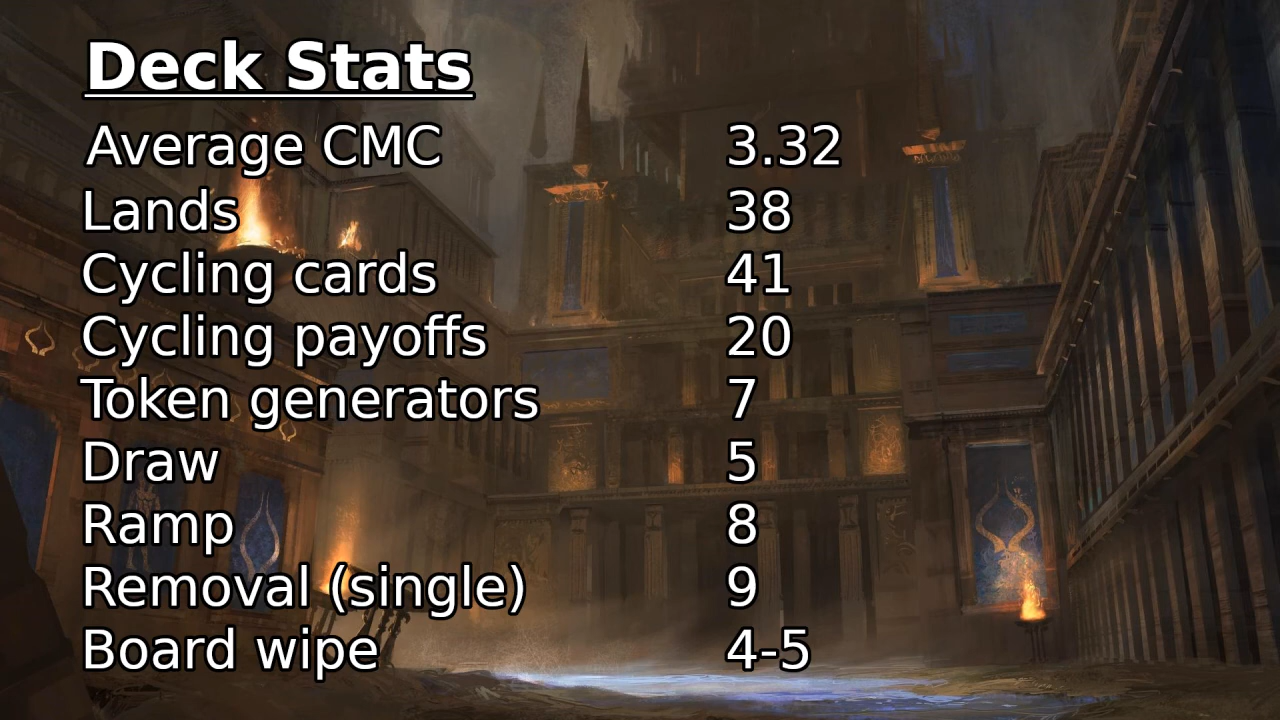 Deck Stats
Average CMC 3.32
Lands 38
Cycling cards 41
Cycling payoffs 20
Token generators 7
Draw 5
Ramp 8
Removal (single) 9
Board wipe 4-5